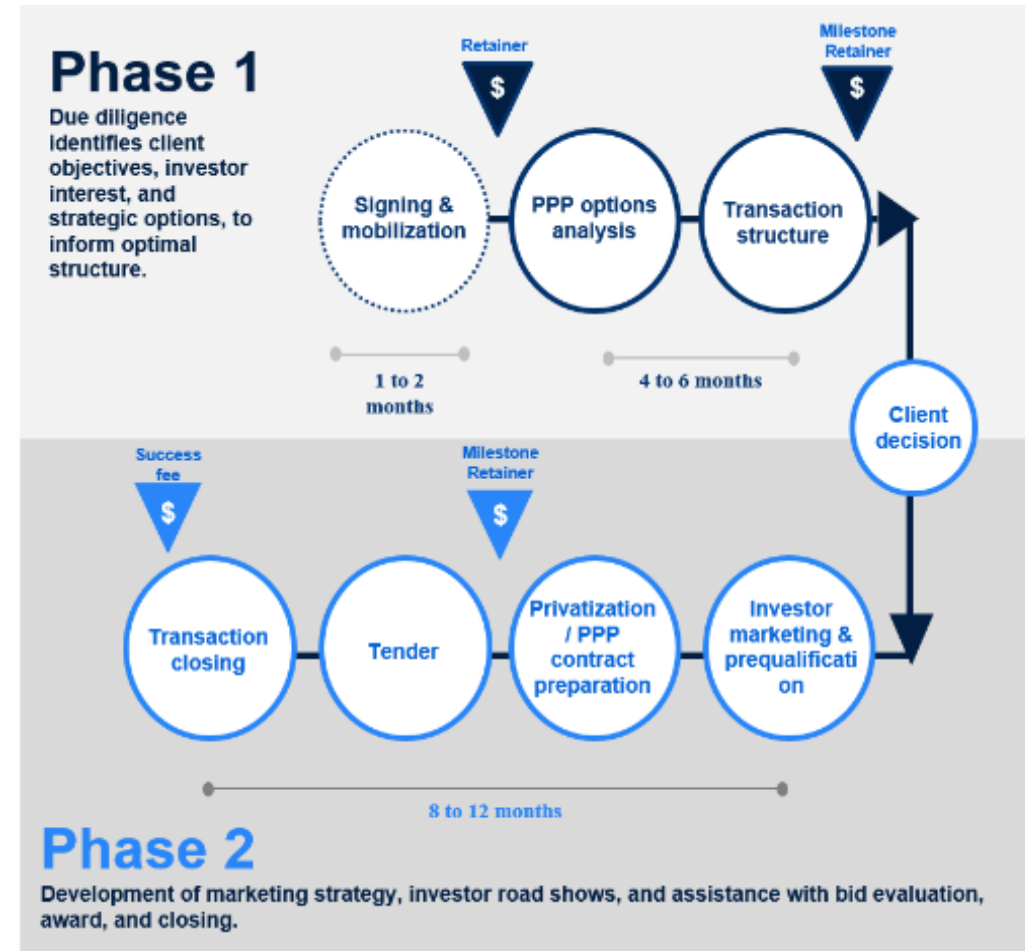 Phase 1
Due diligence
identifies client
objectives, investor
interest, and
strategic options, to
inform optimal
structure.
Retainer
$
Milestone
Retainer
$
Signing &
mobilization
PPP options
analysis
Transaction
structure
1 to 2
months
4 to 6 months
Client
decision
Success
fee
$
Milestone
Retainer
$
Transaction
closing
Tender
Privatization
/ PPP
contract
preparation
Investor
marketing &
prequalificati
on
8 to 12 months
Phase 2
Development of marketing strategy, investor road shows, and assistance with bid evaluation,
award, and closing.